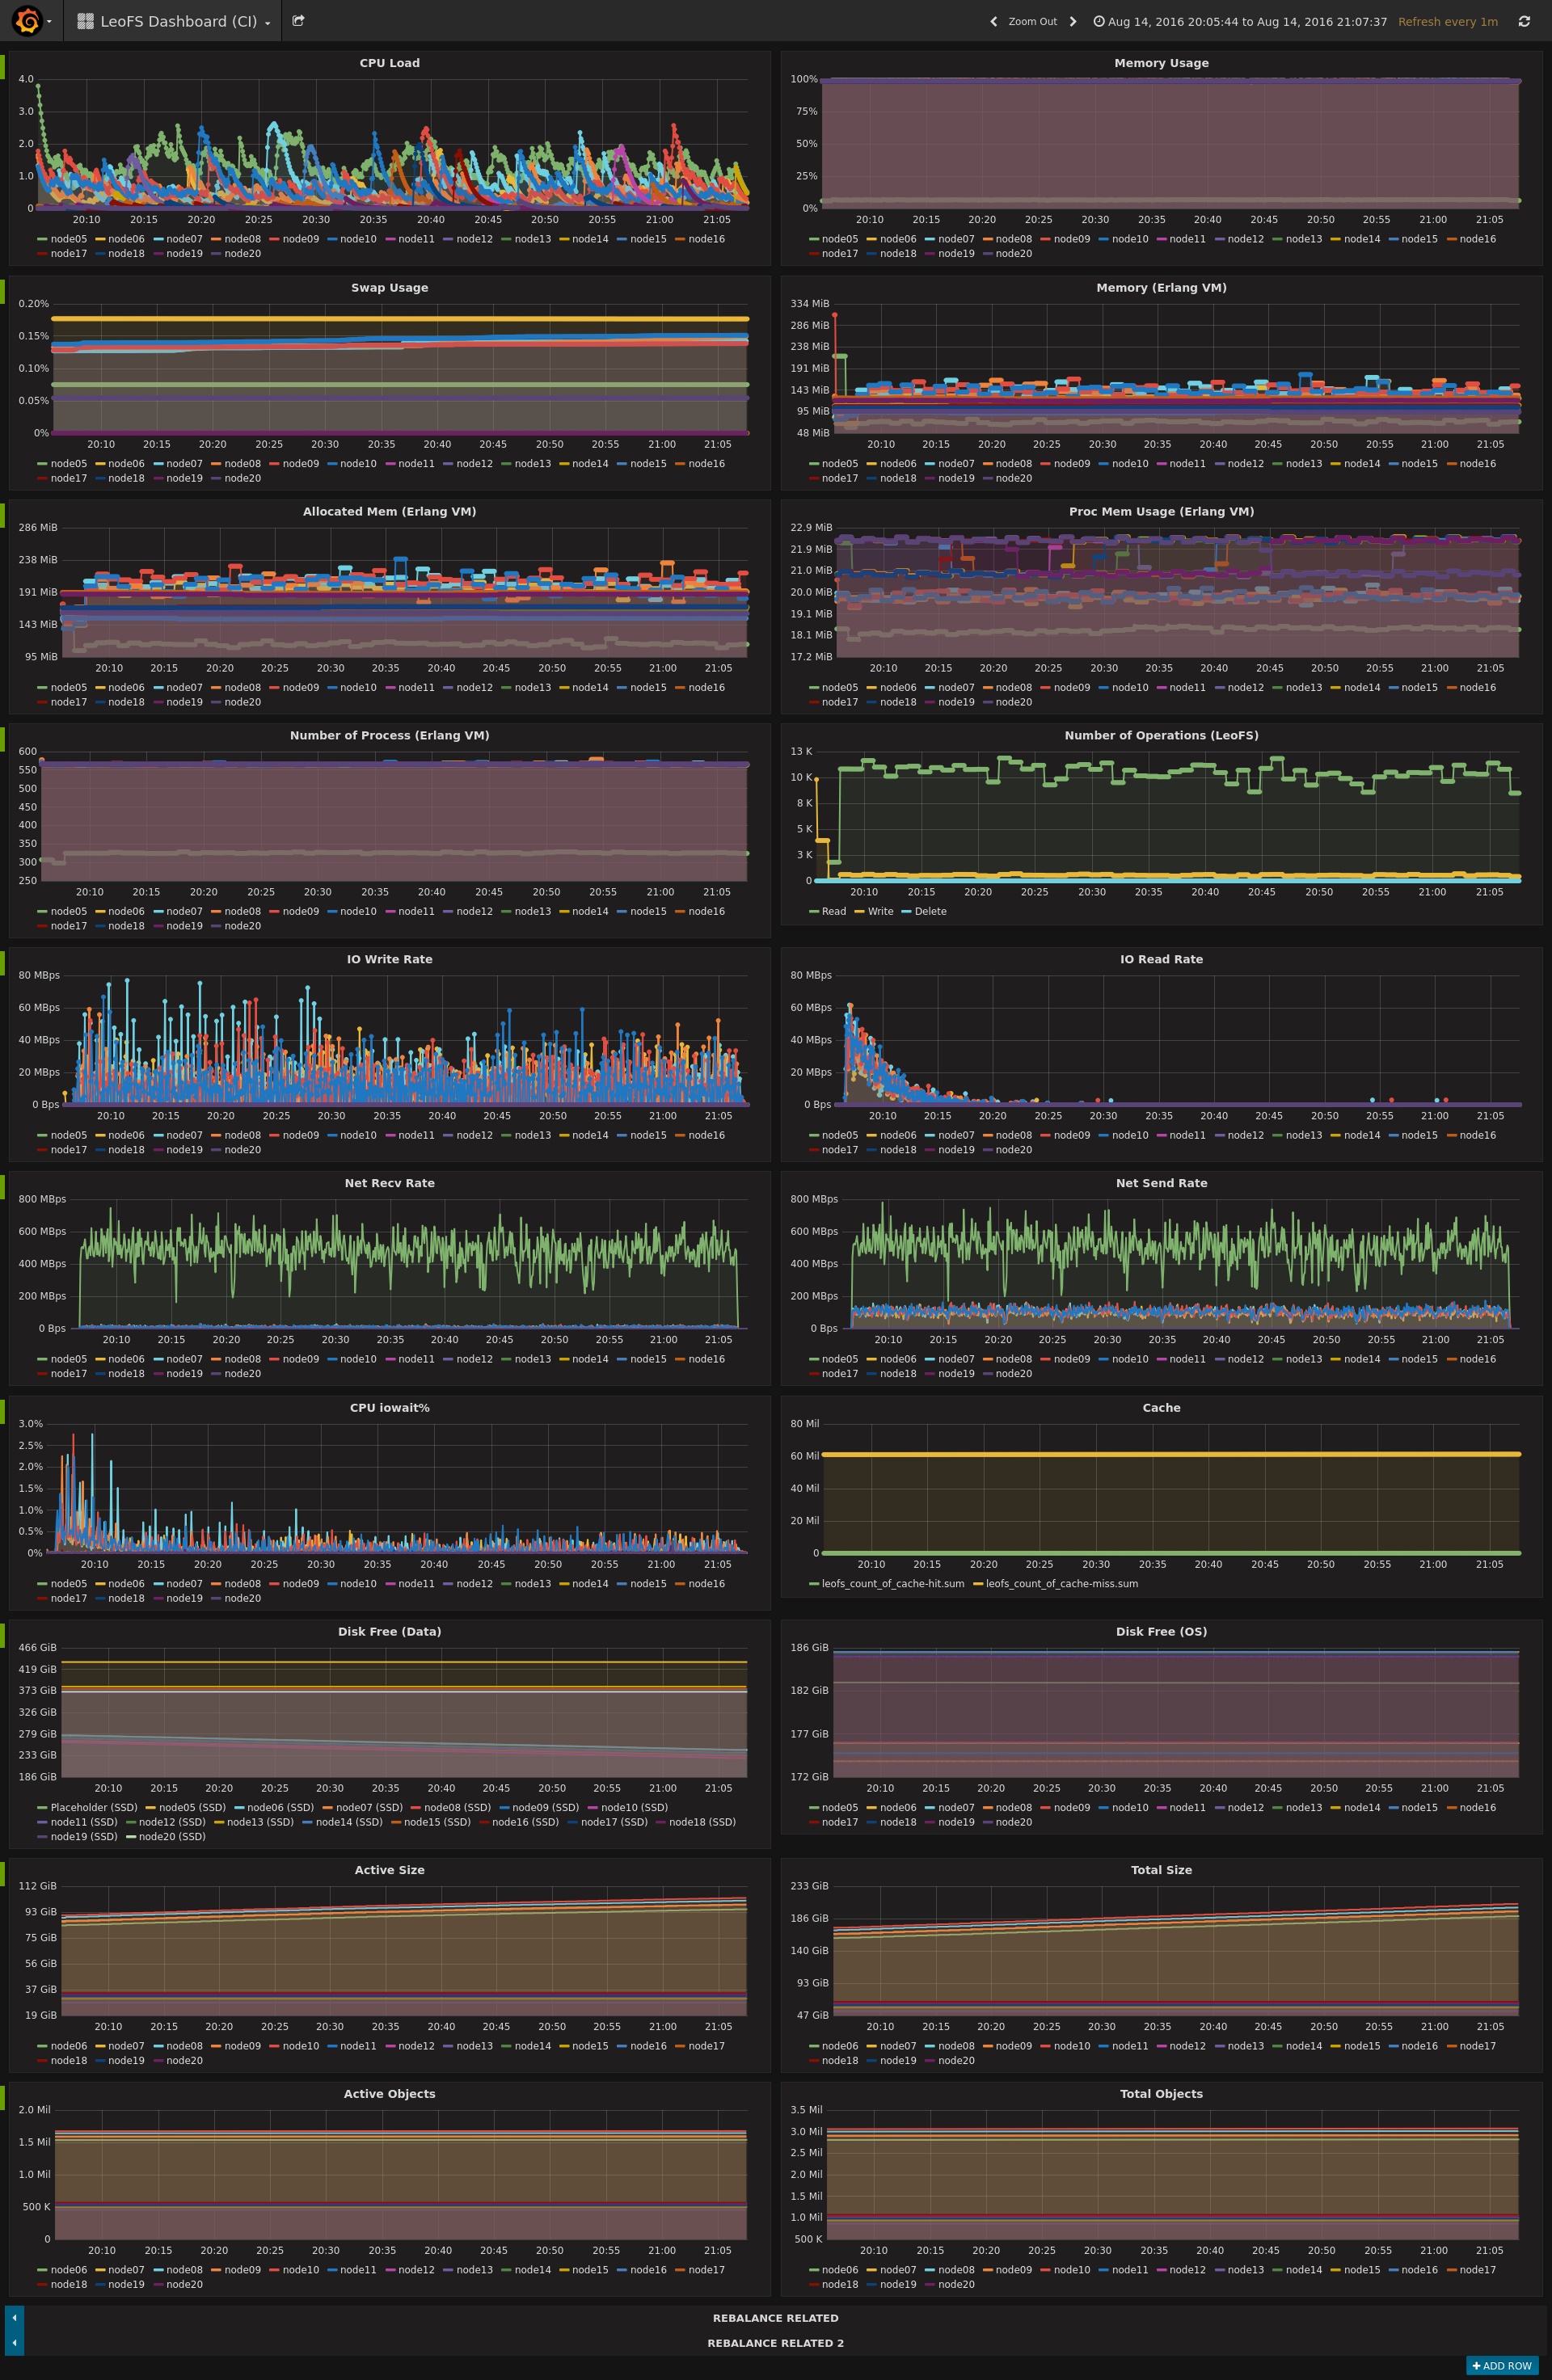 LeoFS Dashboard (CI)
Zoom Out
Aug 14, 2016 20:05:44 to Aug 14, 2016 21:07:37 Refresh every 1m
CPU Load
4.0
3.0
2.0
1.0
0
20:10 20:15 20:20 20:25 20:30 20:35 20:40 20:45 20:50 20:55 21:00 21:05
node05 node06 node07 node08 node09 node10 node11 node12 node13 node14 node15 node16
node17 node18 node19 node20
Memory Usage
100%
75%
50%
25%
0%
20:10 20:15 20:20 20:25 20:30 20:35 20:40 20:45 20:50 20:55 21:00 21:05
node05 node06 node07 node08 node09 node10 node11 node12 node13 node14 node15 node16
node17 node18 node19 node20
Swap Usage
0.20%
0.15%
0.10%
0.05%
0%
20:10 20:15 20:20 20:25 20:30 20:35 20:40 20:45 20:50 20:55 21:00 21:05
node05 node06 node07 node08 node09 node10 node11 node12 node13 node14 node15 node16
node17 node18 node19 node20
Memory (Erlang VM)
334 MiB
286 MiB
238 MiB
191 MiB
143 MiB
95 MiB
48 MiB
20:10 20:15 20:20 20:25 20:30 20:35 20:40 20:45 20:50 20:55 21:00 21:05
node05 node06 node07 node08 node09 node10 node11 node12 node13 node14 node15 node16
node17 node18 node19 node20
Allocated Mem (Erlang VM)
286 MiB
238 MiB
191 MiB
143 MiB
95 MiB
20:10 20:15 20:20 20:25 20:30 20:35 20:40 20:45 20:50 20:55 21:00 21:05
node05 node06 node07 node08 node09 node10 node11 node12 node13 node14 node15 node16
node17 node18 node19 node20
Proc Mem Usage (Erlang VM)
22.9 MiB
21.9 MiB
21.0 MiB
20.0 MiB
19.1 MiB
18.1 MiB
17.2 MiB
20:10 20:15 20:20 20:25 20:30 20:35 20:40 20:45 20:50 20:55 21:00 21:05
node05 node06 node07 node08 node09 node10 node11 node12 node13 node14 node15 node16
node17 node18 node19 node20
Number of Process (Erlang VM)
600
550
500
450
400
350
300
250
20:10 20:15 20:20 20:25 20:30 20:35 20:40 20:45 20:50 20:55 21:00 21:05
node05 node06 node07 node08 node09 node10 node11 node12 node13 node14 node15 node16
node17 node18 node19 node20
Number of Operations (LeoFS)
13 K
10 K
8 K
5 K
3 K
0
20:10 20:15 20:20 20:25 20:30 20:35 20:40 20:45 20:50 20:55 21:00 21:05
Read Write Delete
IO Write Rate
80 MBps
60 MBps
40 MBps
20 MBps
0 Bps
20:10 20:15 20:20 20:25 20:30 20:35 20:40 20:45 20:50 20:55 21:00 21:05
node05 node06 node07 node08 node09 node10 node11 node12 node13 node14 node15 node16
node17 node18 node19 node20
IO Read Rate
80 MBps
60 MBps
40 MBps
20 MBps
0 Bps
20:10 20:15 20:20 20:25 20:30 20:35 20:40 20:45 20:50 20:55 21:00 21:05
node05 node06 node07 node08 node09 node10 node11 node12 node13 node14 node15 node16
node17 node18 node19 node20
Net Recv Rate
800 MBps
600 MBps
400 MBps
200 MBps
0 Bps
20:10 20:15 20:20 20:25 20:30 20:35 20:40 20:45 20:50 20:55 21:00 21:05
node05 node06 node07 node08 node09 node10 node11 node12 node13 node14 node15 node16
node17 node18 node19 node20
Net Send Rate
800 MBps
600 MBps
400 MBps
200 MBps
0 Bps
20:10 20:15 20:20 20:25 20:30 20:35 20:40 20:45 20:50 20:55 21:00 21:05
node05 node06 node07 node08 node09 node10 node11 node12 node13 node14 node15 node16
node17 node18 node19 node20
CPU iowait%
3.0%
2.5%
2.0%
1.5%
1.0%
0.5%
0%
20:10 20:15 20:20 20:25 20:30 20:35 20:40 20:45 20:50 20:55 21:00 21:05
node05 node06 node07 node08 node09 node10 node11 node12 node13 node14 node15 node16
node17 node18 node19 node20
Cache
80 Mil
60 Mil
40 Mil
20 Mil
0
20:10 20:15 20:20 20:25 20:30 20:35 20:40 20:45 20:50 20:55 21:00 21:05
leofs_count_of_cache-hit.sum leofs_count_of_cache-miss.sum
Disk Free (Data)
466 GiB
419 GiB
373 GiB
326 GiB
279 GiB
233 GiB
186 GiB
20:10 20:15 20:20 20:25 20:30 20:35 20:40 20:45 20:50 20:55 21:00 21:05
Placeholder (SSD) node05 (SSD) node06 (SSD) node07 (SSD) node08 (SSD) node09 (SSD) node10 (SSD)
node11 (SSD) node12 (SSD) node13 (SSD) node14 (SSD) node15 (SSD) node16 (SSD) node17 (SSD) node18 (SSD)
node19 (SSD) node20 (SSD)
Disk Free (OS)
186 GiB
182 GiB
177 GiB
172 GiB
20:10 20:15 20:20 20:25 20:30 20:35 20:40 20:45 20:50 20:55 21:00 21:05
node05 node06 node07 node08 node09 node10 node11 node12 node13 node14 node15 node16
node17 node18 node19 node20
Active Size
112 GiB
93 GiB
75 GiB
56 GiB
37 GiB
19 GiB
20:10 20:15 20:20 20:25 20:30 20:35 20:40 20:45 20:50 20:55 21:00 21:05
node06 node07 node08 node09 node10 node11 node12 node13 node14 node15 node16 node17
node18 node19 node20
Total Size
233 GiB
186 GiB
140 GiB
93 GiB
47 GiB
20:10 20:15 20:20 20:25 20:30 20:35 20:40 20:45 20:50 20:55 21:00 21:05
node06 node07 node08 node09 node10 node11 node12 node13 node14 node15 node16 node17
node18 node19 node20
Active Objects
2.0 Mil
1.5 Mil
1.0 Mil
500 K
0
20:10 20:15 20:20 20:25 20:30 20:35 20:40 20:45 20:50 20:55 21:00 21:05
node06 node07 node08 node09 node10 node11 node12 node13 node14 node15 node16 node17
node18 node19 node20
Total Objects
3.5 Mil
3.0 Mil
2.5 Mil
2.0 Mil
1.5 Mil
1.0 Mil
500 K
20:10 20:15 20:20 20:25 20:30 20:35 20:40 20:45 20:50 20:55 21:00 21:05
node06 node07 node08 node09 node10 node11 node12 node13 node14 node15 node16 node17
node18 node19 node20
REBALANCE RELATED
REBALANCE RELATED 2
ADD ROW